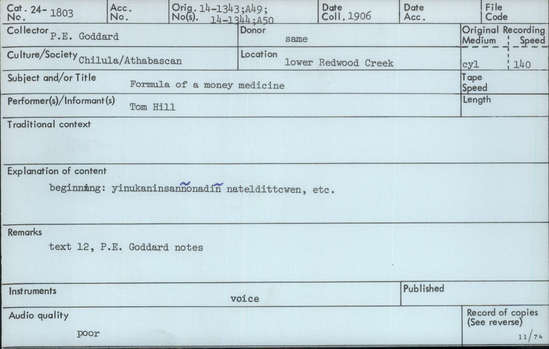 Cat. 24- 1803
Acc. No.
Orig. 14-1343;A49;
No(s). 14-1344;A50
Date Coll. 1906
Date Acc.
File Code
Collector P.E. Goddard
Donor same
Original Recording
Medium Speed
cyl 140
Culture/Society Chilula/Athabascan
Location lower Redwood Creek
Subject and/or Title Formula of a money medicine
Tape Speed
Performer(s)/Informant(s) Tom Hill
Length
Traditional context
Explanation of content
beginning: yinukaninsañ̃onadiñ nateldittcwen, etc.
Remarks
text 12, P.E. Goddard notes
Instruments voice
Published
Audio quality poor
Record of copies
(See reverse)
11/74